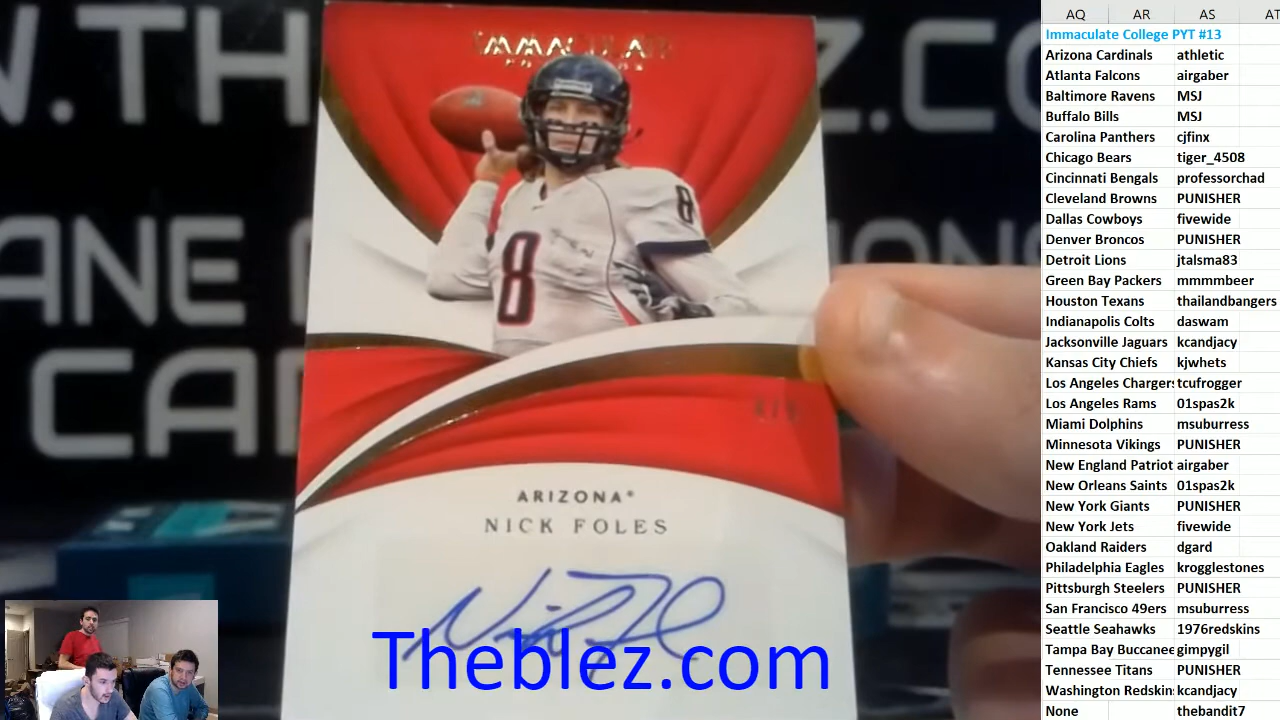 W.TH
Z.CO
ANE
IONS
CAR
IMMACULATE
8
8
ARIZONA®
NICK FOLES
Theblez.com
AQ AR AS AT
Immaculate College PYT #13
Arizona Cardinals athletic
Atlanta Falcons airgaber
Baltimore Ravens MSJ
Buffalo Bills MSJ
Carolina Panthers cjfinx
Chicago Bears tiger_4508
Cincinnati Bengals professorchad
Cleveland Browns PUNISHER
Dallas Cowboys fivewide
Denver Broncos PUNISHER
Detroit Lions jtalsma83
Green Bay Packers mmmmbeer
Houston Texans thailandbangers
Indianapolis Colts daswam
Jacksonville Jaguars kcandjacy
Kansas City Chiefs kjwhets
Los Angeles Chargers tcufrogger
Los Angeles Rams 01spas2k
Miami Dolphins msuburress
Minnesota Vikings PUNISHER
New England Patriot airgaber
New Orleans Saints 01spas2k
New York Giants PUNISHER
New York Jets fivewide
Oakland Raiders dgard
Philadelphia Eagles krogglestones
Pittsburgh Steelers PUNISHER
San Francisco 49ers msuburress
Seattle Seahawks 1976redskins
Tampa Bay Buccanee gimpygil
Tennessee Titans PUNISHER
Washington Redskin kcandjacy
None thebandit7